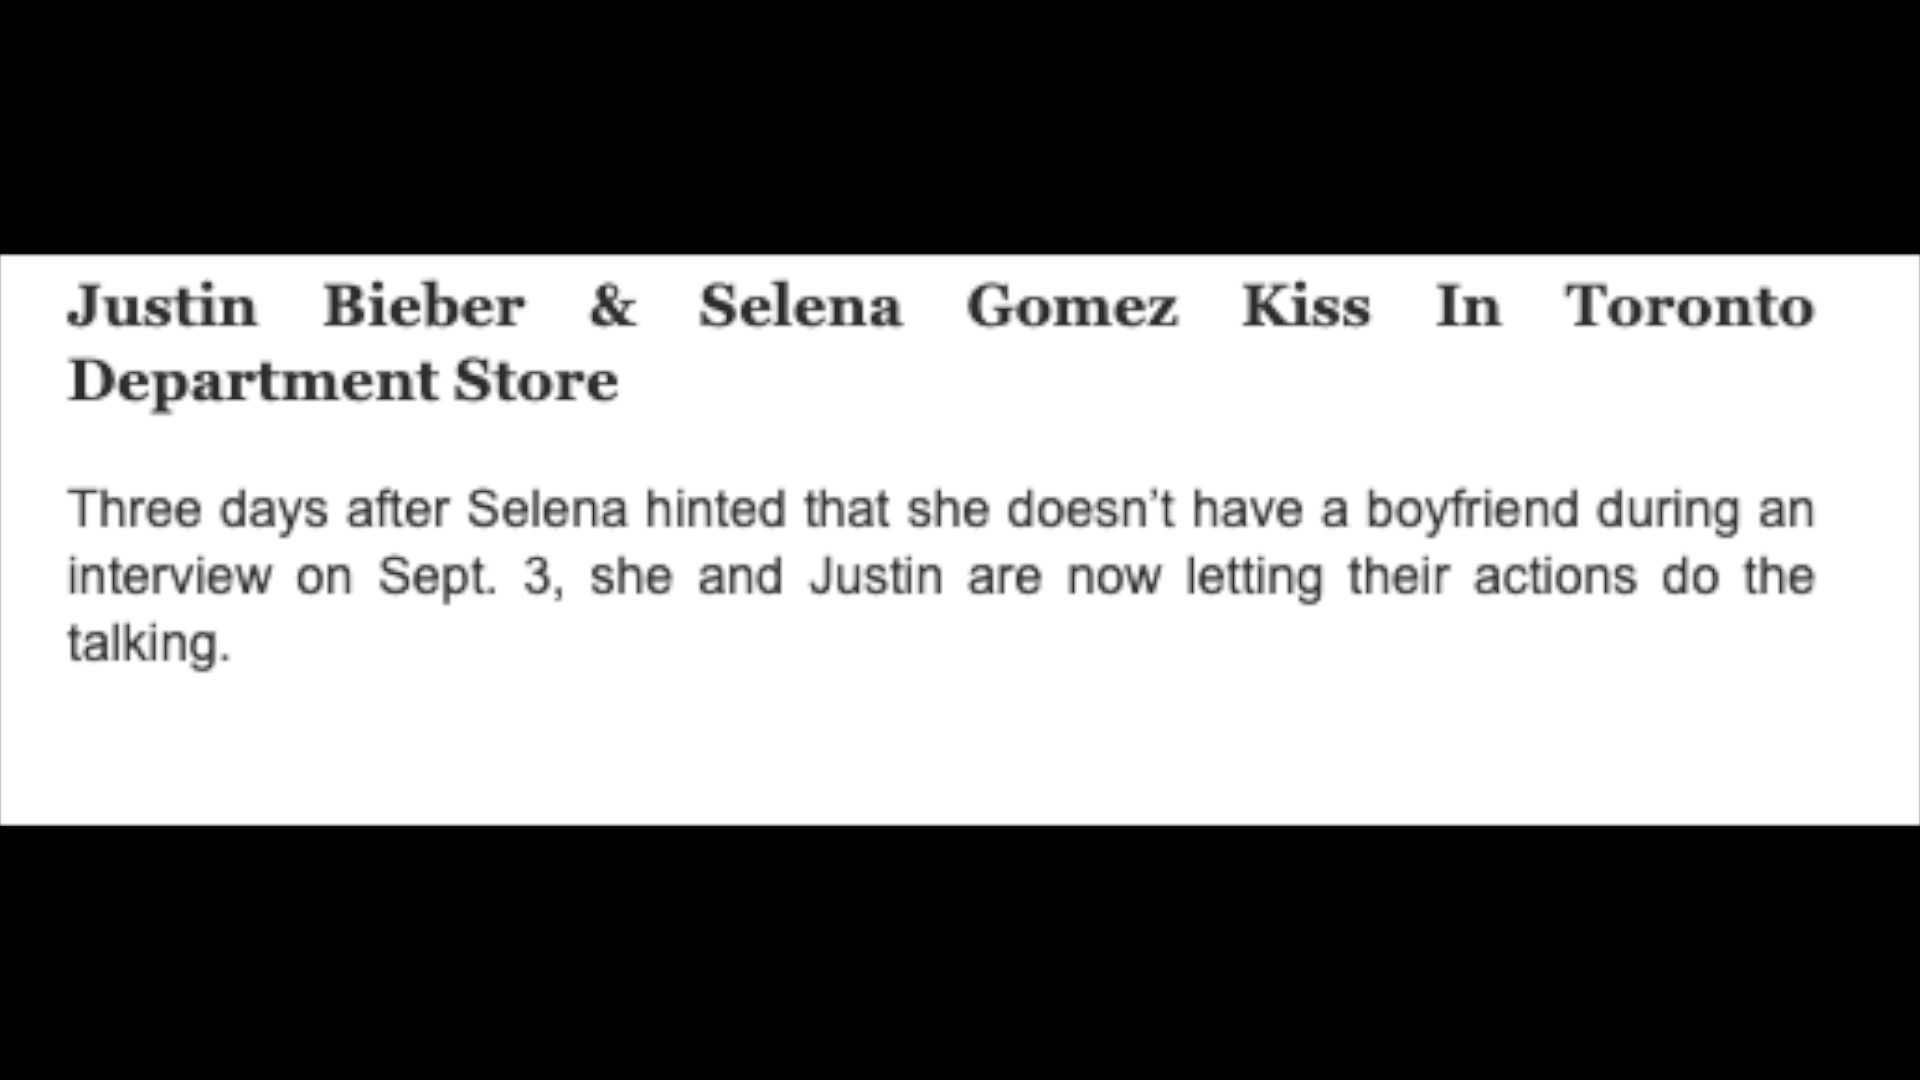 Justin Bieber & Selena Gomez Kiss In Toronto
Department Store
Three days after Selena hinted that she doesn’t have a boyfriend during an
interview on Sept. 3, she and Justin are now letting their actions do the
talking.